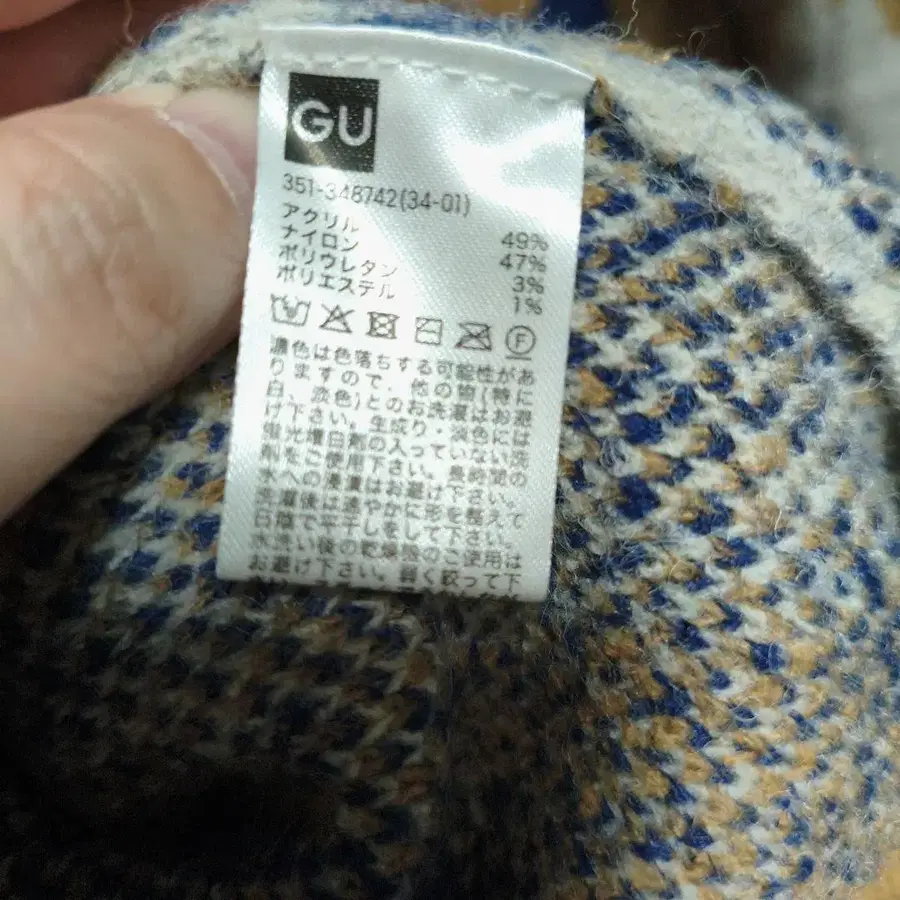 GU
351-348742(34-01)
アクリル 49%
ナイロン 47%
ポリウレタン 3%
ポリエステル 1%
F
濃色は色落ちする可能性があ
りますので、他の物(特に
白、淡色)とのお洗濯はお避
け下さい。生成り・淡色には
蛍光増白剤の入っていない洗
剤をご使用下さい。長時間の
水への浸漬はお避け下さい。
洗濯後は速やかに形を整えて
日陰で平干しをして下さい。
水洗い後の乾燥機のご使用は
お避け下さい。軽く絞って下